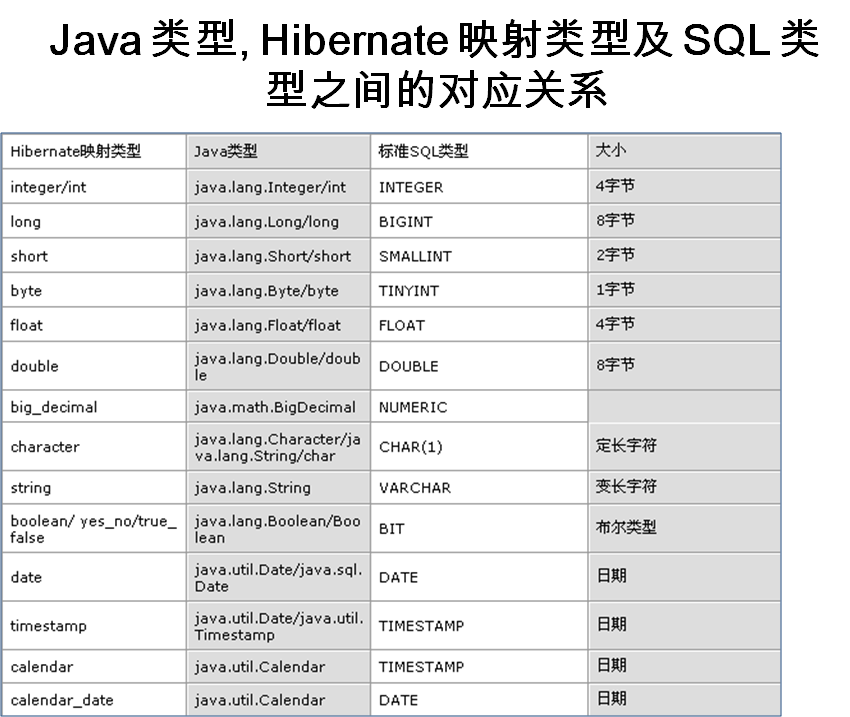 Java 类型, Hibernate 映射类型及 SQL 类
型之间的对应关系
Hibernate映射类型 Java类型 标准SQL类型 大小
integer/int java.lang.Integer/int INTEGER 4字节
long java.lang.Long/long BIGINT 8字节
short java.lang.Short/short SMALLINT 2字节
byte java.lang.Byte/byte TINYINT 1字节
float java.lang.Float/float FLOAT 4字节
double java.lang.Double/doub
le DOUBLE 8字节
big_decimal java.math.BigDecimal NUMERIC
character java.lang.Character/ja
va.lang.String/char CHAR(1) 定长字符
string java.lang.String VARCHAR 变长字符
boolean/ yes_no/true_
false java.lang.Boolean/Boo
lean BIT 布尔类型
date java.util.Date/java.sql.
Date DATE 日期
timestamp java.util.Date/java.util.
Timestamp TIMESTAMP 日期
calendar java.util.Calendar TIMESTAMP 日期
calendar_date java.util.Calendar DATE 日期